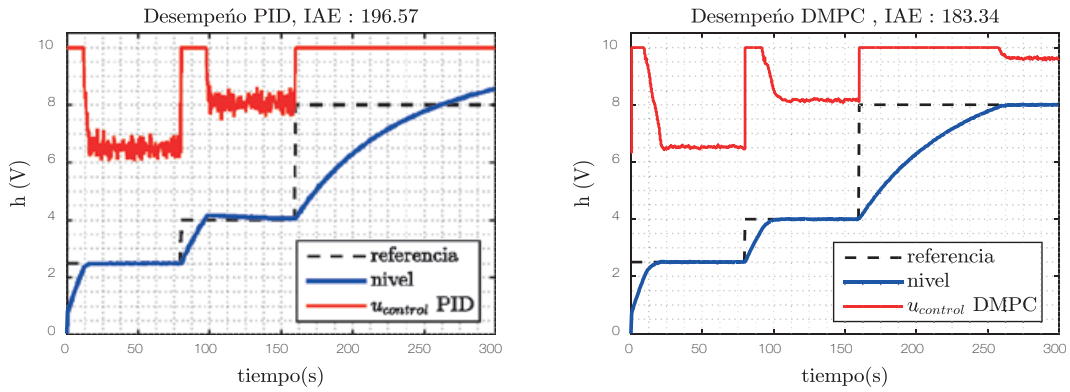 Desempeńo PID, IAE : 196.57
10
8
6
4
2
0
h (V)
0
50
100
150
200
250
300
tiempo(s)
referencia
nivel
u_control PID
Desempeńo DMPC , IAE : 183.34
10
8
6
4
2
0
h (V)
0
50
100
150
200
250
300
tiempo(s)
referencia
nivel
u_control DMPC